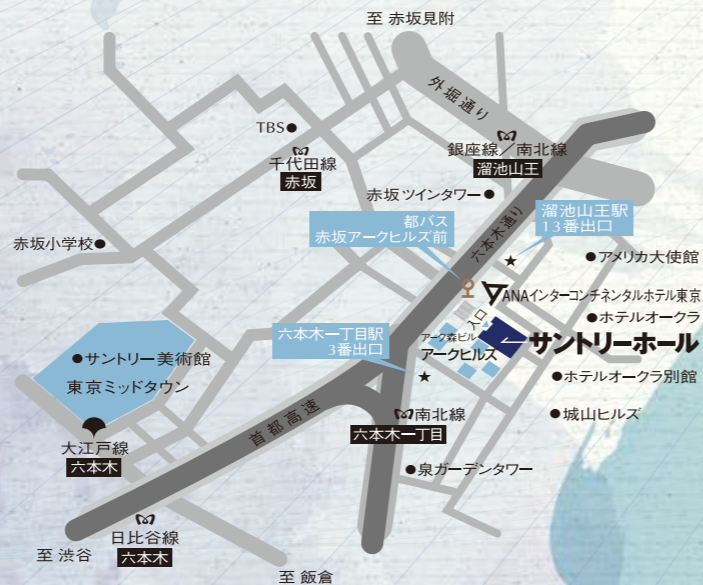 至 赤坂見附
外堀通り
TBS
銀座線／南北線
溜池山王
千代田線
赤坂
赤坂ツインタワー
都バス
赤坂アークヒルズ前
六本木通り
溜池山王駅
13番出口
赤坂小学校
アメリカ大使館
ANAインターコンチネンタルホテル東京
ホテルオークラ
入口
六本木一丁目駅
3番出口
アーク森ビル
アークヒルズ
サントリーホール
サントリー美術館
東京ミッドタウン
ホテルオークラ別館
首都高速
南北線
六本木一丁目
城山ヒルズ
大江戸線
六本木
泉ガーデンタワー
日比谷線
六本木
至 渋谷
至 飯倉